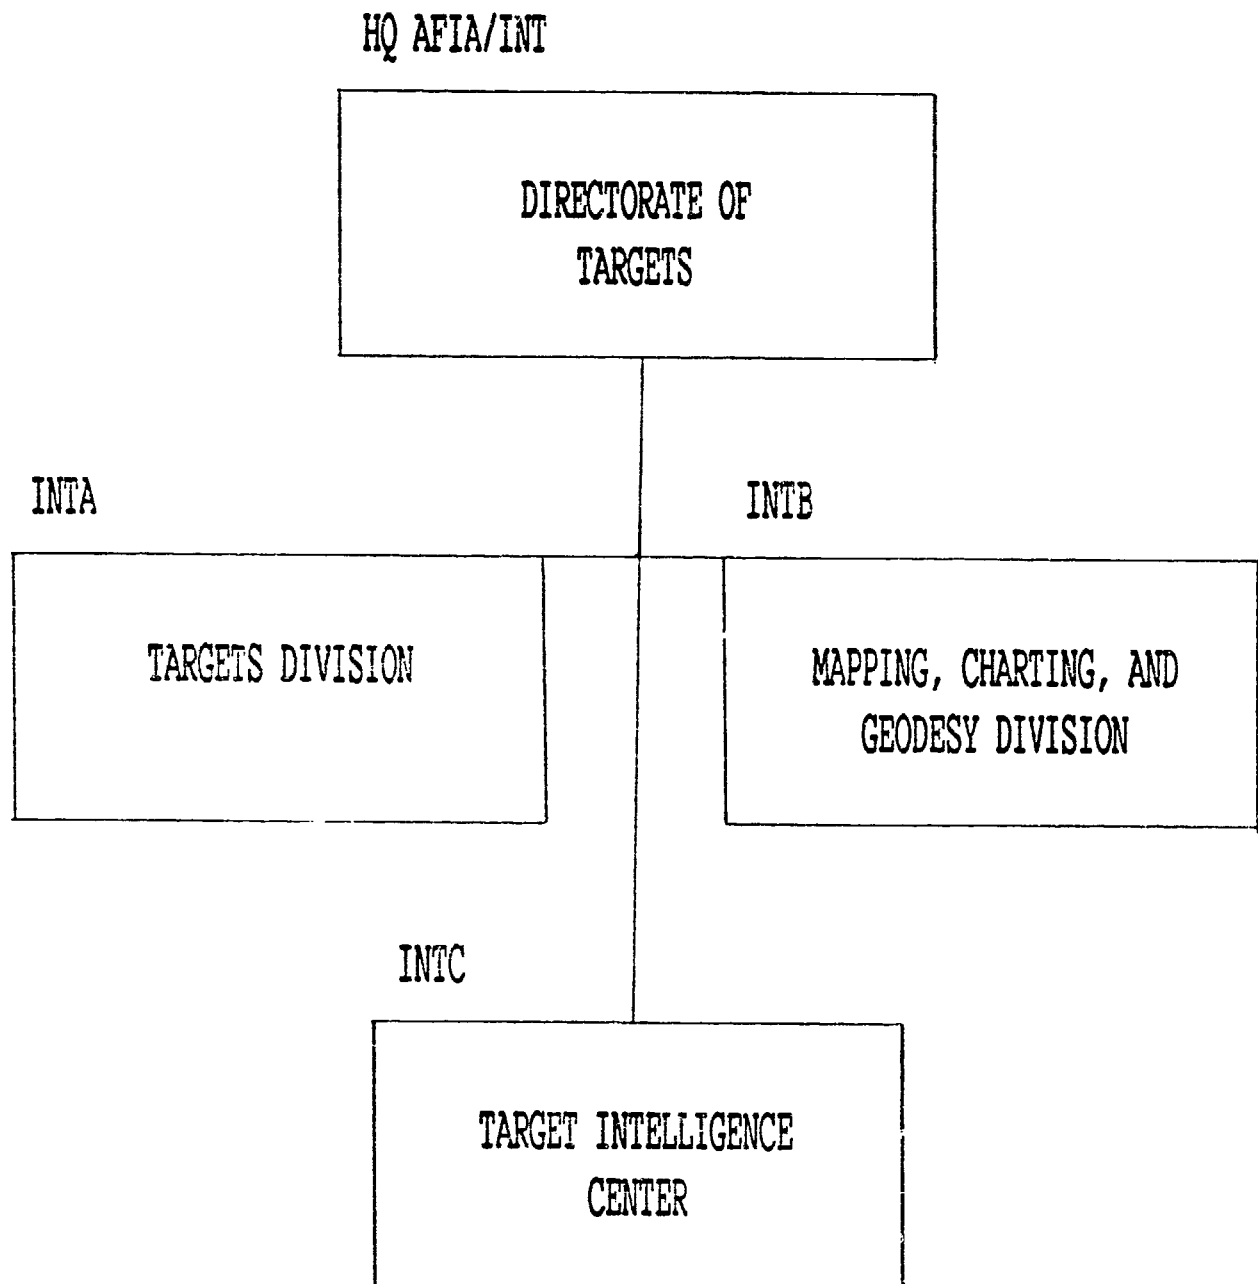 HQ AFIA/INT
DIRECTORATE OF
TARGETS
INTA
INTB
TARGETS DIVISION
MAPPING, CHARTING, AND
GEODESY DIVISION
INTC
TARGET INTELLIGENCE
CENTER